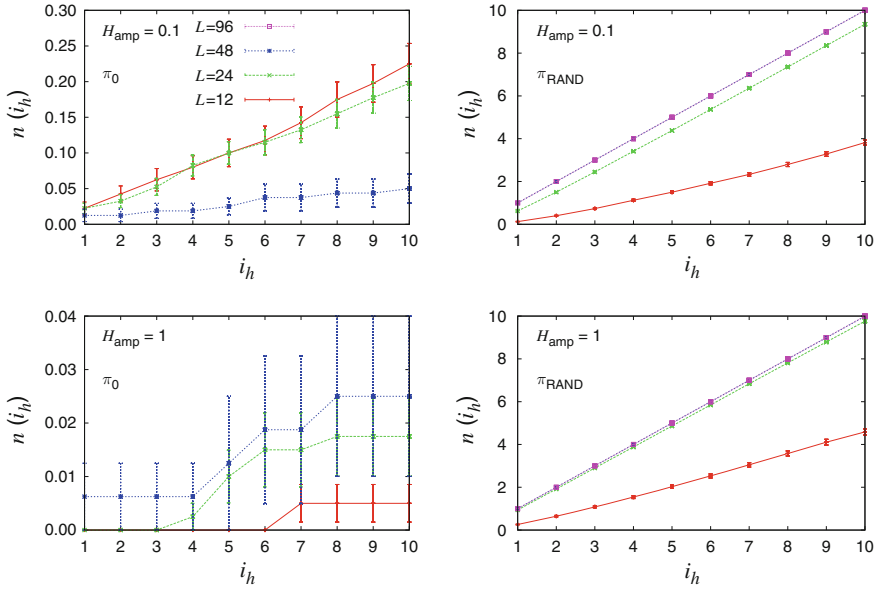 H_amp = 0.1
π_0
L=96
L=48
L=24
L=12
n (i_h)
0.30
0.25
0.20
0.15
0.10
0.05
0.00
1 2 3 4 5 6 7 8 9 10
i_h
H_amp = 0.1
π_RAND
n (i_h)
10
8
6
4
2
0
1 2 3 4 5 6 7 8 9 10
i_h
H_amp = 1
π_0
n (i_h)
0.04
0.03
0.02
0.01
0.00
1 2 3 4 5 6 7 8 9 10
i_h
H_amp = 1
π_RAND
n (i_h)
10
8
6
4
2
0
1 2 3 4 5 6 7 8 9 10
i_h